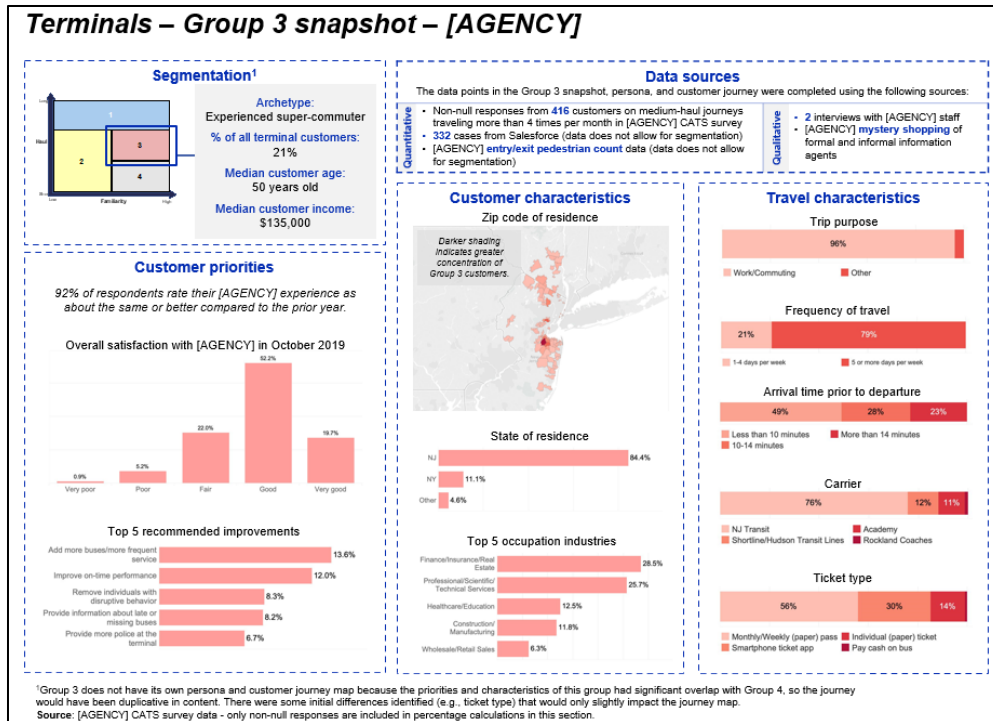 Terminals – Group 3 snapshot – [AGENCY]
Segmentation1
Long
Haul
Short
1
2
3
4
Low
Familiarity
High
Archetype:
Experienced super-commuter
% of all terminal customers:
21%
Median customer age:
50 years old
Median customer income:
$135,000
Data sources
The data points in the Group 3 snapshot, persona, and customer journey were completed using the following sources:
Quantitative
• Non-null responses from 416 customers on medium-haul journeys
traveling more than 4 times per month in [AGENCY] CATS survey
• 332 cases from Salesforce (data does not allow for segmentation)
• [AGENCY] entry/exit pedestrian count data (data does not allow
for segmentation)
Qualitative
• 2 interviews with [AGENCY] staff
• [AGENCY] mystery shopping of
formal and informal information
agents
Customer priorities
92% of respondents rate their [AGENCY] experience as
about the same or better compared to the prior year.
Overall satisfaction with [AGENCY] in October 2019
0.9%
5.2%
22.0%
52.2%
19.7%
Very poor
Poor
Fair
Good
Very good
Top 5 recommended improvements
Add more buses/more frequent
service
13.6%
Improve on-time performance
12.0%
Remove individuals with
disruptive behavior
8.3%
Provide information about late or
missing buses
8.2%
Provide more police at the
terminal
6.7%
Customer characteristics
Zip code of residence
Darker shading
indicates greater
concentration of
Group 3 customers.
State of residence
NJ
84.4%
NY
11.1%
Other
4.6%
Top 5 occupation industries
Finance/Insurance/Real
Estate
28.5%
Professional/Scientific/
Technical Services
25.7%
Healthcare/Education
12.5%
Construction/
Manufacturing
11.8%
Wholesale/Retail Sales
6.3%
Travel characteristics
Trip purpose
96%
Work/Commuting
Other
Frequency of travel
21%
79%
1-4 days per week
5 or more days per week
Arrival time prior to departure
49%
28%
23%
Less than 10 minutes
More than 14 minutes
10-14 minutes
Carrier
76%
12%
11%
NJ Transit
Academy
Shortline/Hudson Transit Lines
Rockland Coaches
Ticket type
56%
30%
14%
Monthly/Weekly (paper) pass
Individual (paper) ticket
Smartphone ticket app
Pay cash on bus
1Group 3 does not have its own persona and customer journey map because the priorities and characteristics of this group had significant overlap with Group 4, so the journey
would have been duplicative in content. There were some initial differences identified (e.g., ticket type) that would only slightly impact the journey map.
Source: [AGENCY] CATS survey data - only non-null responses are included in percentage calculations in this section.